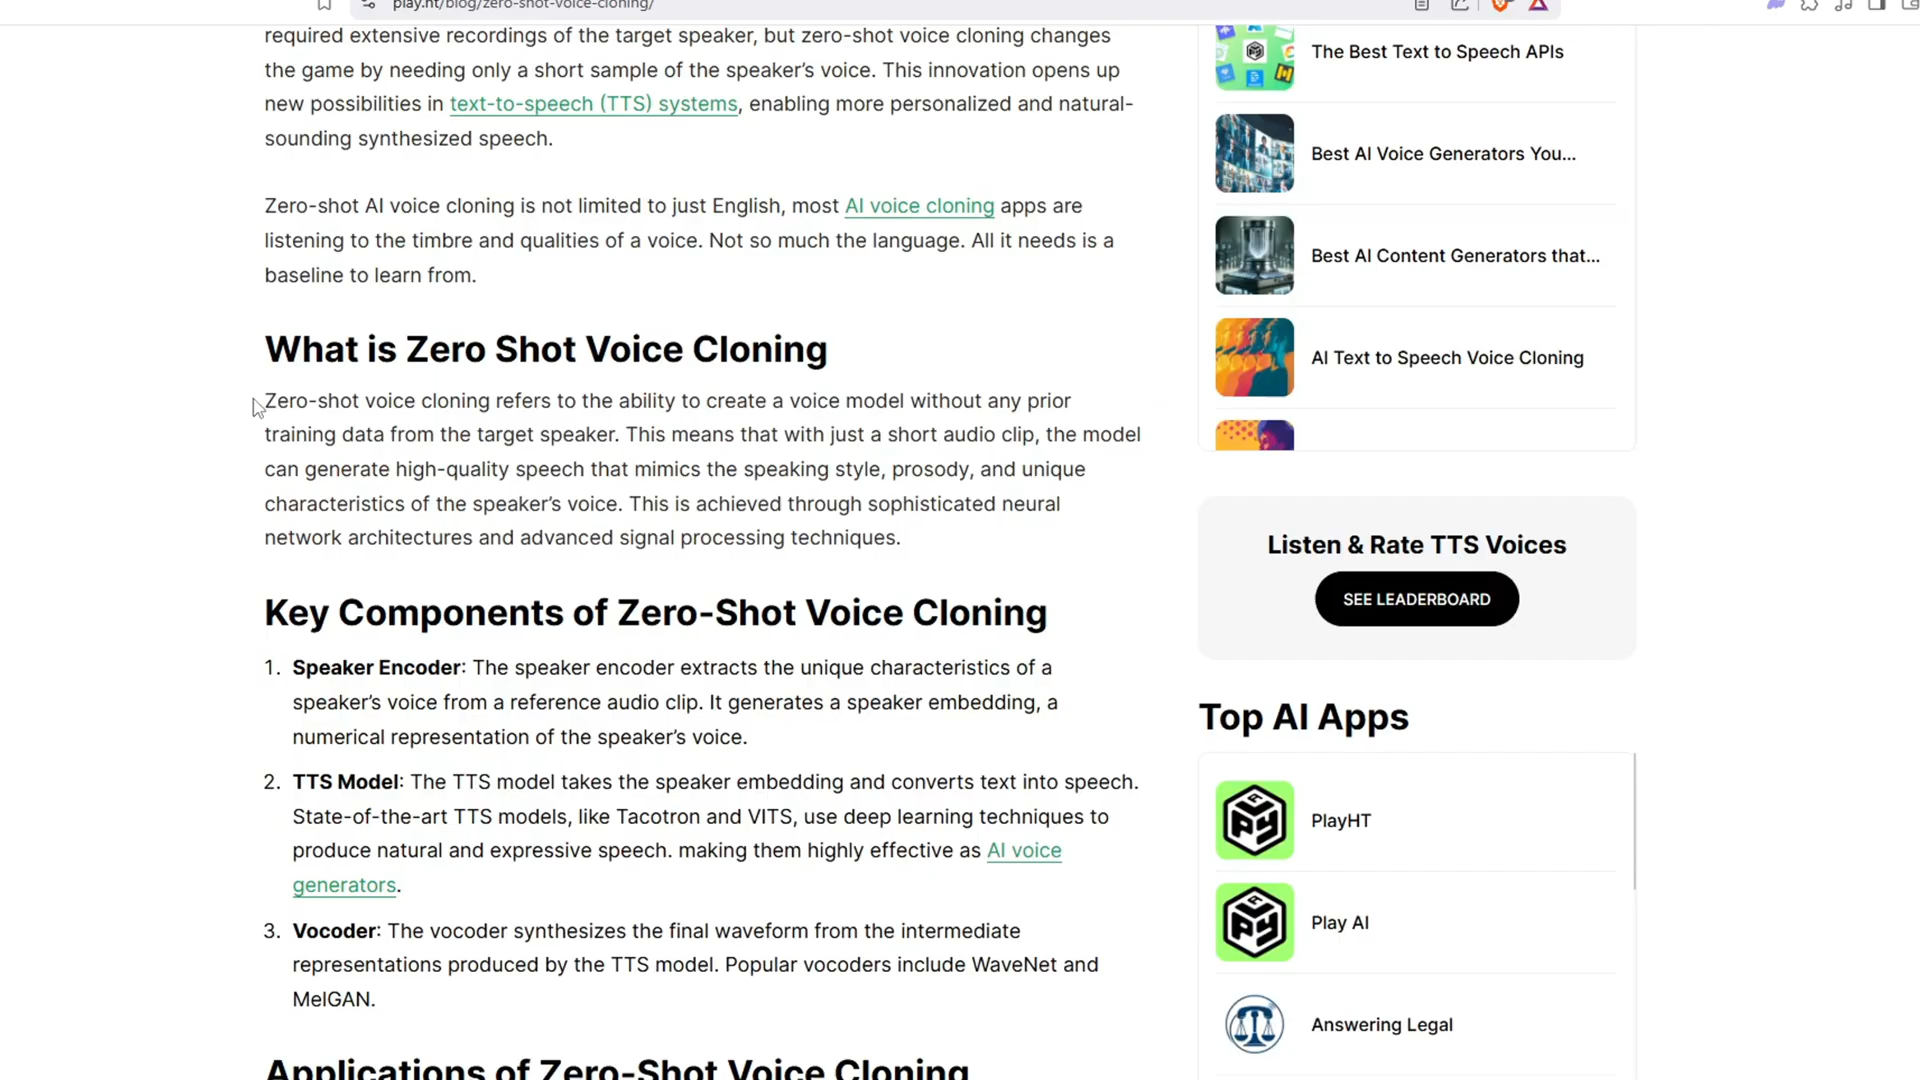 play.ht/blog/zero-shot-voice-cloning/
required extensive recordings of the target speaker, but zero-shot voice cloning changes
the game by needing only a short sample of the speaker’s voice. This innovation opens up
new possibilities in text-to-speech (TTS) systems, enabling more personalized and natural-
sounding synthesized speech.
Zero-shot AI voice cloning is not limited to just English, most AI voice cloning apps are
listening to the timbre and qualities of a voice. Not so much the language. All it needs is a
baseline to learn from.
What is Zero Shot Voice Cloning
Zero-shot voice cloning refers to the ability to create a voice model without any prior
training data from the target speaker. This means that with just a short audio clip, the model
can generate high-quality speech that mimics the speaking style, prosody, and unique
characteristics of the speaker’s voice. This is achieved through sophisticated neural
network architectures and advanced signal processing techniques.
Key Components of Zero-Shot Voice Cloning
1. Speaker Encoder: The speaker encoder extracts the unique characteristics of a
speaker’s voice from a reference audio clip. It generates a speaker embedding, a
numerical representation of the speaker’s voice.
2. TTS Model: The TTS model takes the speaker embedding and converts text into speech.
State-of-the-art TTS models, like Tacotron and VITS, use deep learning techniques to
produce natural and expressive speech. making them highly effective as AI voice
generators.
3. Vocoder: The vocoder synthesizes the final waveform from the intermediate
representations produced by the TTS model. Popular vocoders include WaveNet and
MelGAN.
Applications of Zero-Shot Voice Cloning
The Best Text to Speech APIs
Best AI Voice Generators You...
Best AI Content Generators that...
AI Text to Speech Voice Cloning
Listen & Rate TTS Voices
SEE LEADERBOARD
Top AI Apps
PlayHT
Play AI
Answering Legal